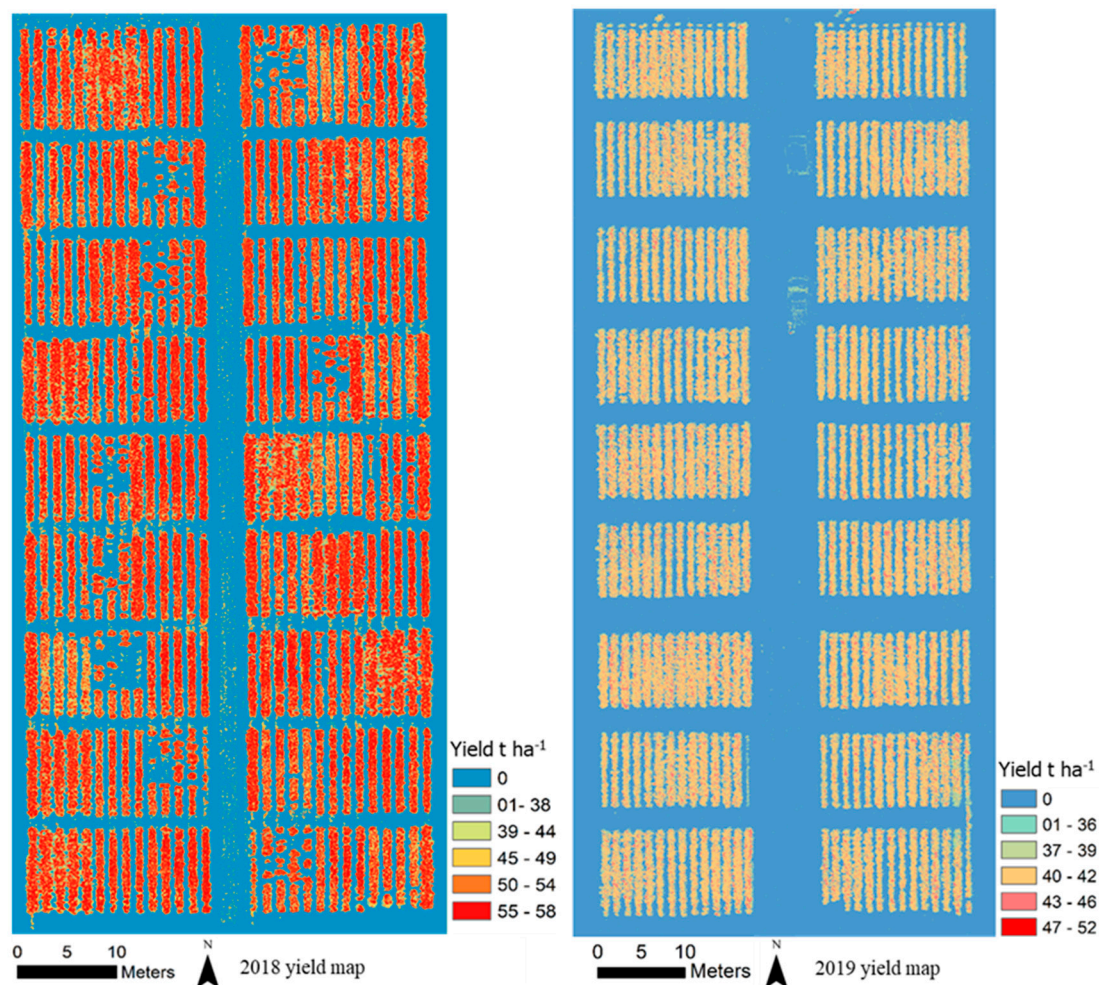 Yield t ha-1
0
01- 38
39 - 44
45 - 49
50 - 54
55 - 58
0 5 10
Meters
N
2018 yield map
Yield t ha-1
0
01 - 36
37 - 39
40 - 42
43 - 46
47 - 52
0 5 10
Meters
N
2019 yield map